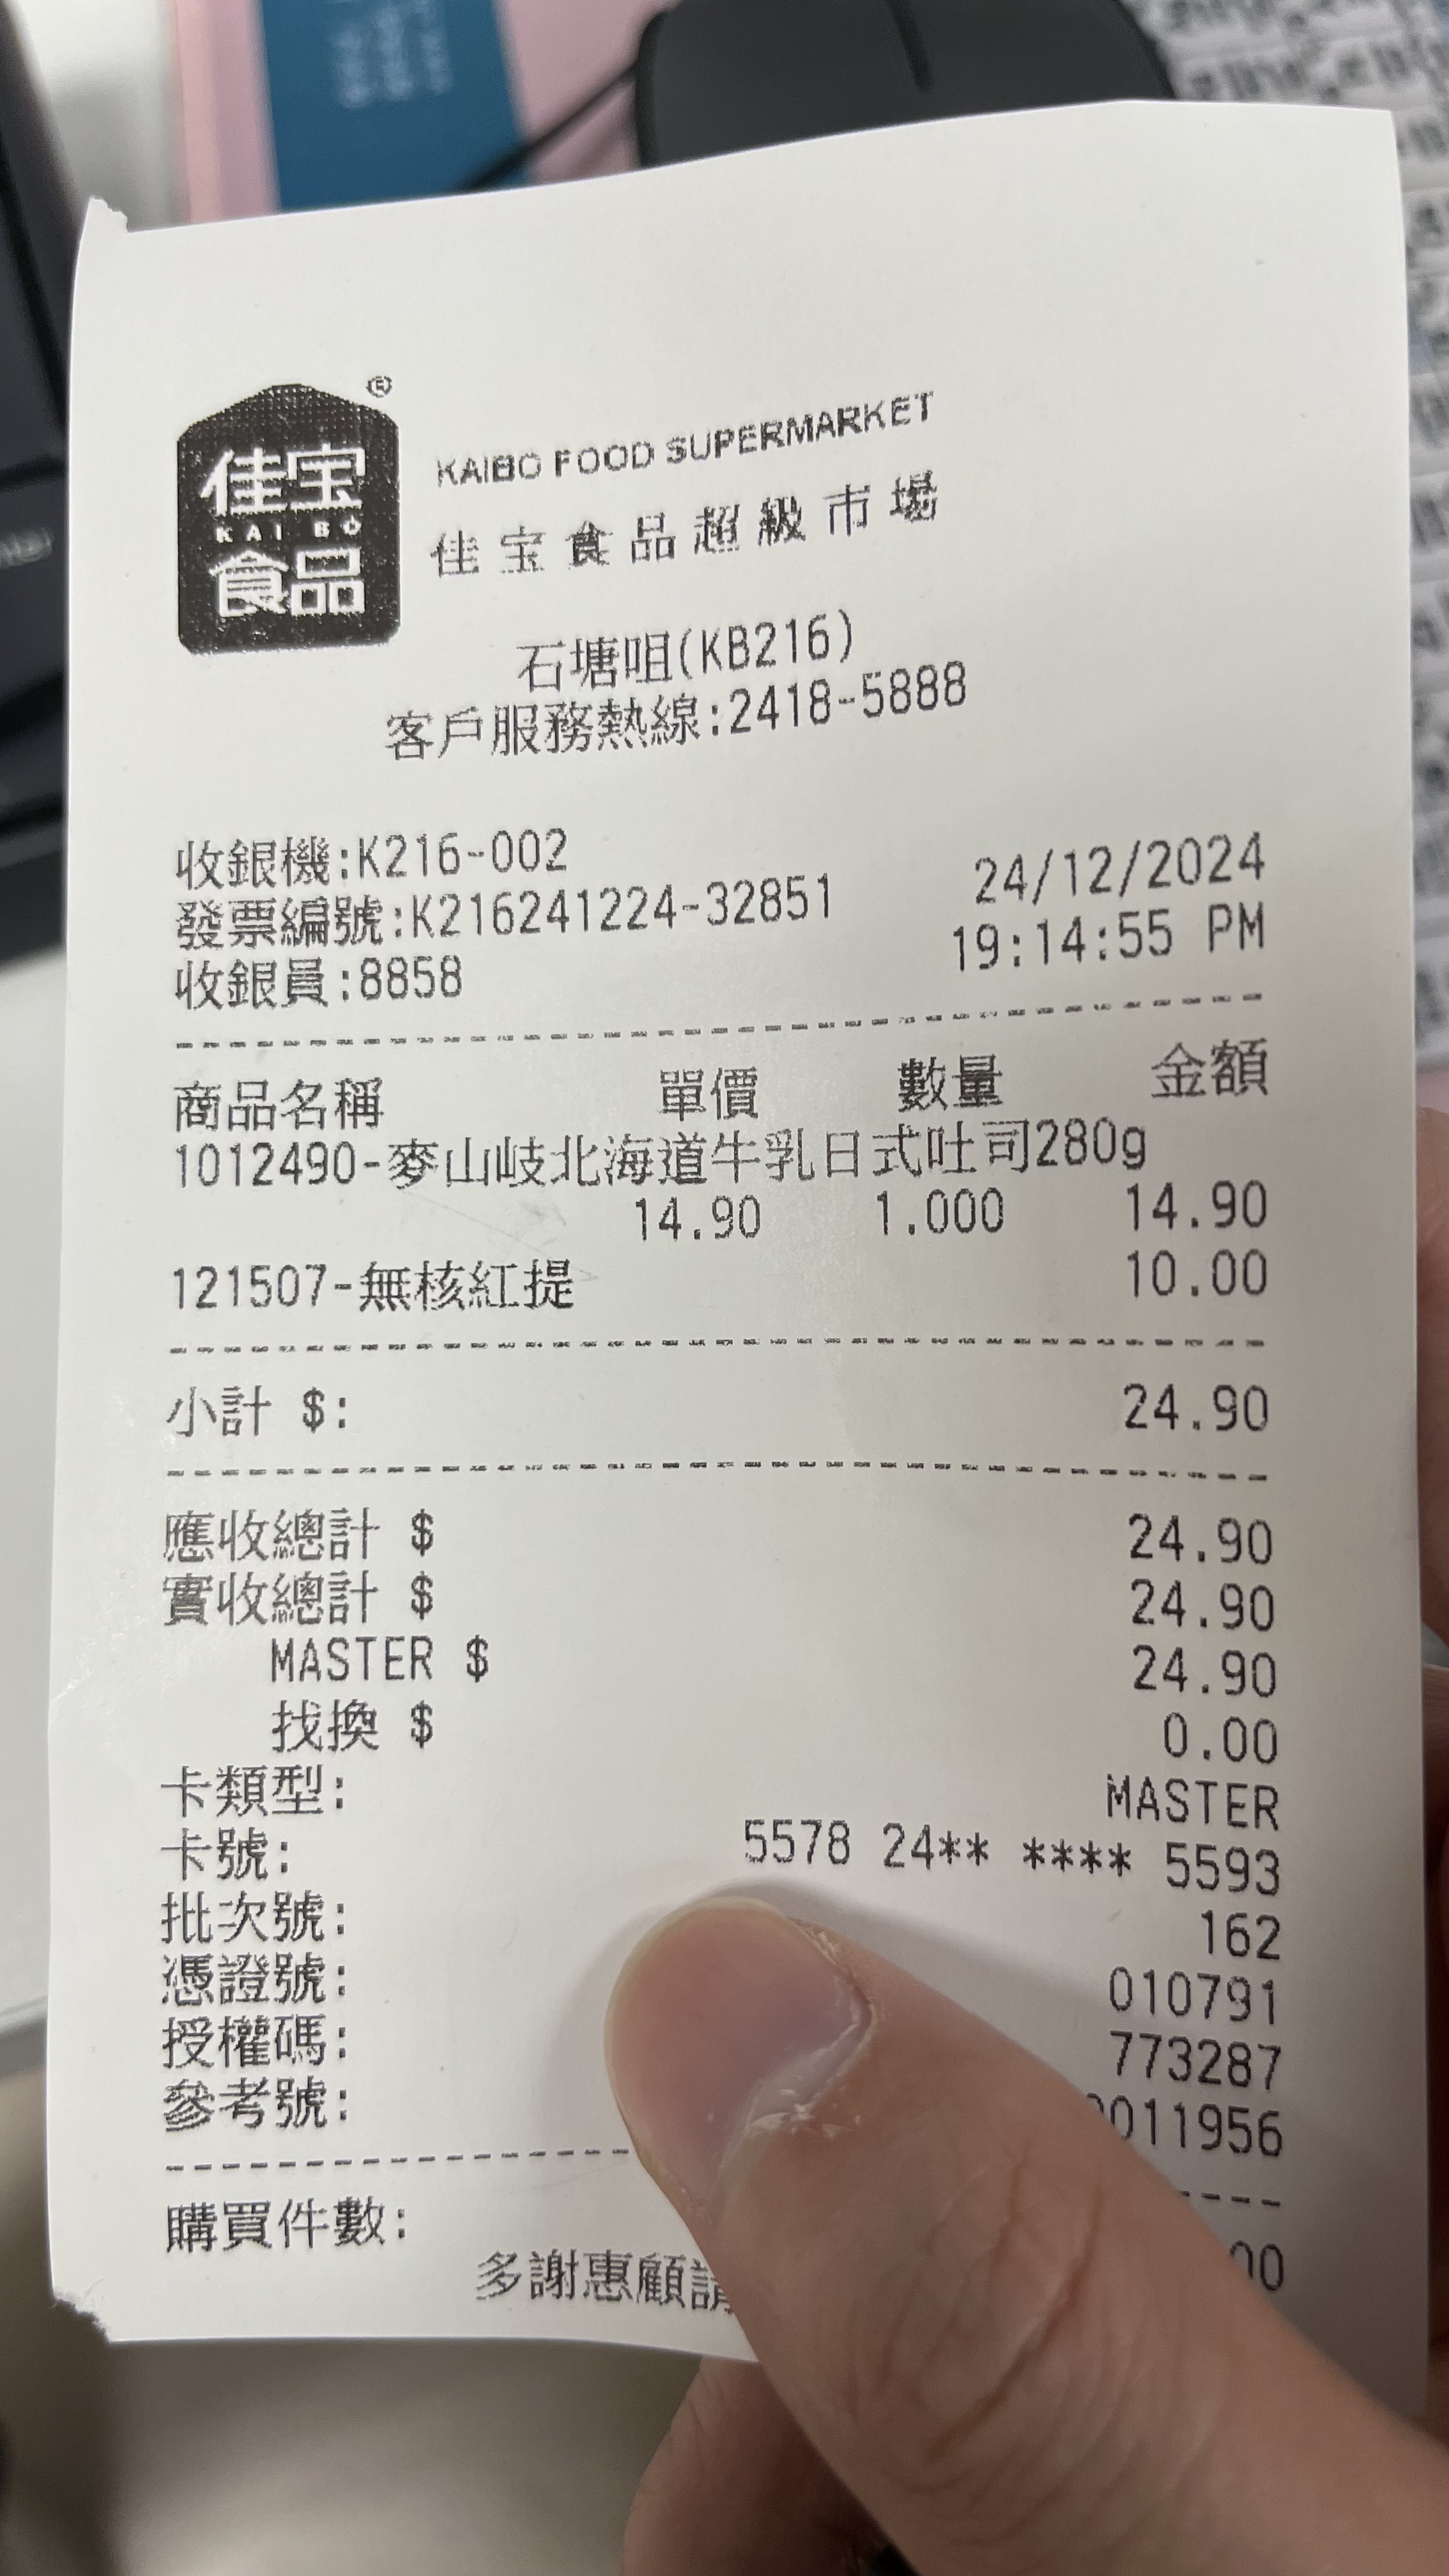 ®
佳宝
KAI BO
食品
KAIBO FOOD SUPERMARKET
佳宝食品超級市場
石塘咀(KB216)
客戶服務熱線:2418-5888
收銀機:K216-002
24/12/2024
發票編號:K216241224-32851
19:14:55 PM
收銀員:8858
商品名稱 單價 數量 金額
1012490-麥山岐北海道牛乳日式吐司280g
14.90 1.000 14.90
121507-無核紅提 10.00
小計 $: 24.90
應收總計 $ 24.90
實收總計 $ 24.90
MASTER $ 24.90
找換 $ 0.00
卡類型: MASTER
卡號: 5578 24** **** 5593
批次號: 162
憑證號: 010791
授權碼: 773287
參考號: 011956
購買件數: 00
多謝惠顧請